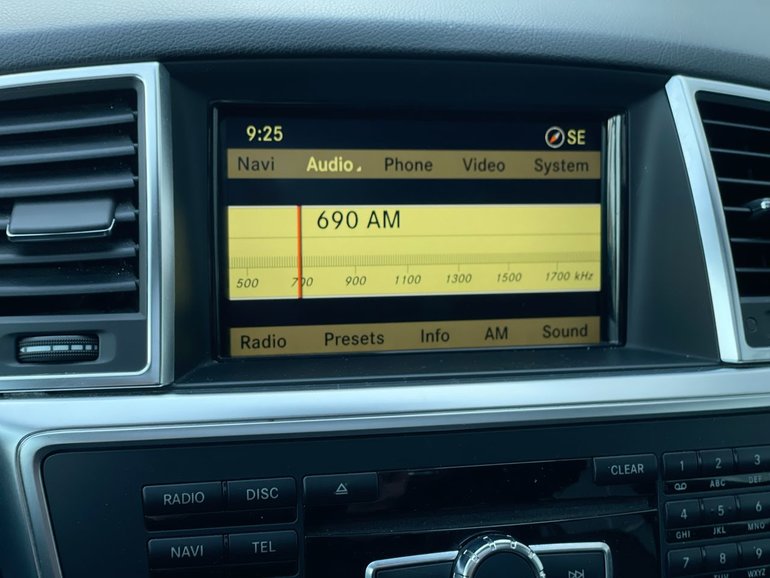 9:25 SE
Navi Audio Phone Video System
690 AM
500 700 900 1100 1300 1500 1700 kHz
Radio Presets Info AM Sound
RADIO DISC CLEAR 1 2 3
ABC DEF
NAVI TEL 4 5 6
GHI JKL MNO
7 8 9
PQRS TUV WXYZ